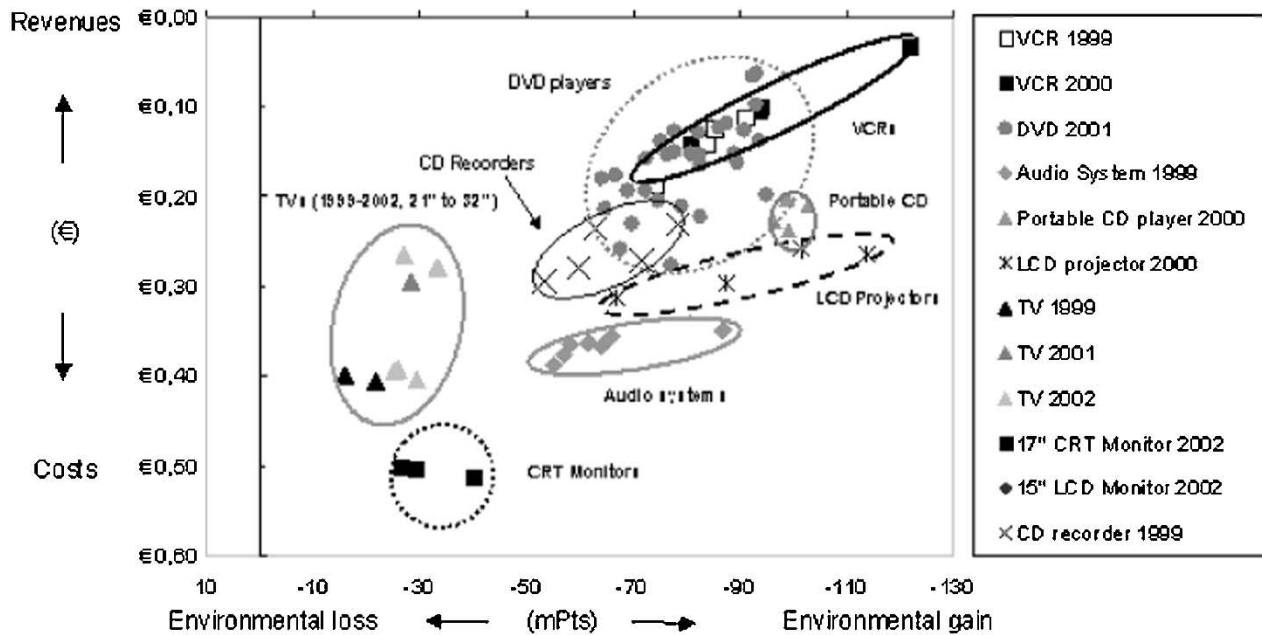 Revenues
(€)
Costs
€0,00
€0,10
€0,20
€0,30
€0,40
€0,50
€0,60
DVD players
VCRs
CD Recorders
TVs (1999-2002, 21" to 32")
Portable CD
LCD Projectors
Audio systems
CRT Monitors
10
-10
-30
-50
-70
-90
-110
-130
Environmental loss
(mPts)
Environmental gain
VCR 1999
VCR 2000
DVD 2001
Audio System 1999
Portable CD player 2000
LCD projector 2000
TV 1999
TV 2001
TV 2002
17" CRT Monitor 2002
15" LCD Monitor 2002
CD recorder 1999